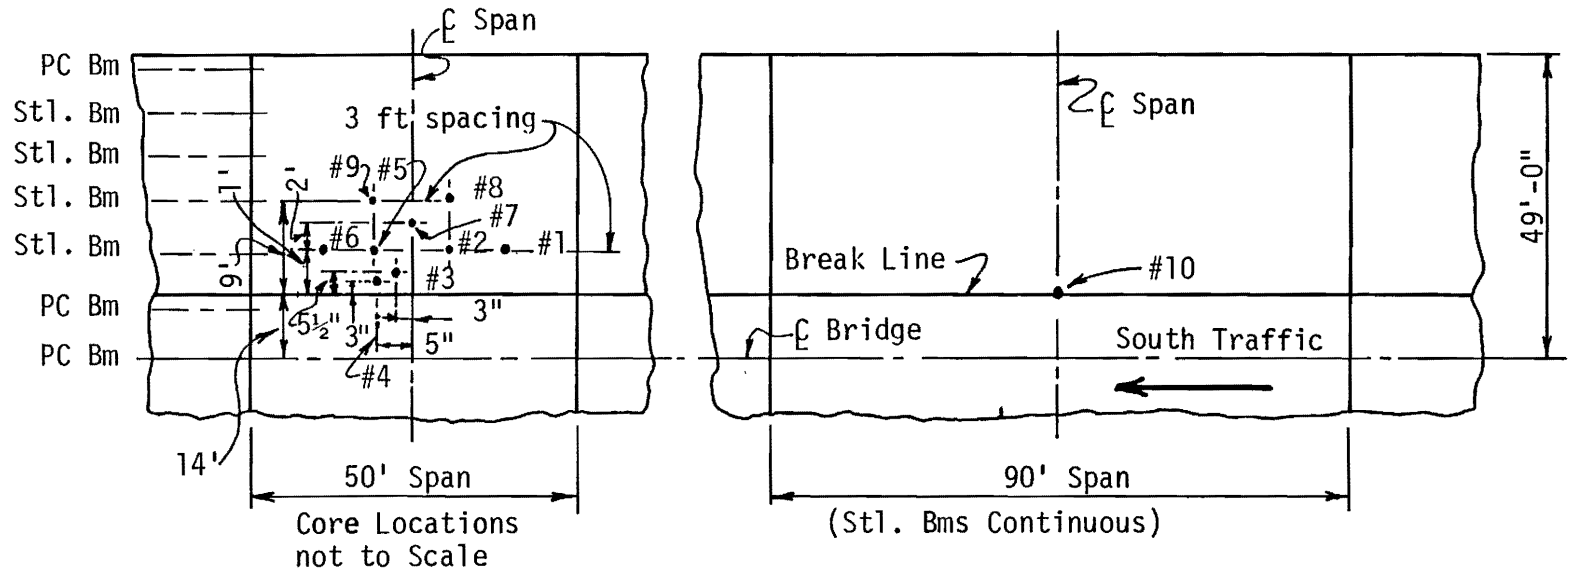 ℄ Span
PC Bm
Stl. Bm
Stl. Bm
Stl. Bm
Stl. Bm
PC Bm
PC Bm
3 ft spacing
#9
#5
#8
#7
#6
#2
#1
#3
#4
1'
2'
9'
5½"
3"
3"
5"
14'
50' Span
Core Locations
not to Scale
℄ Span
Break Line
#10
℄ Bridge
South Traffic
49'-0"
90' Span
(Stl. Bms Continuous)